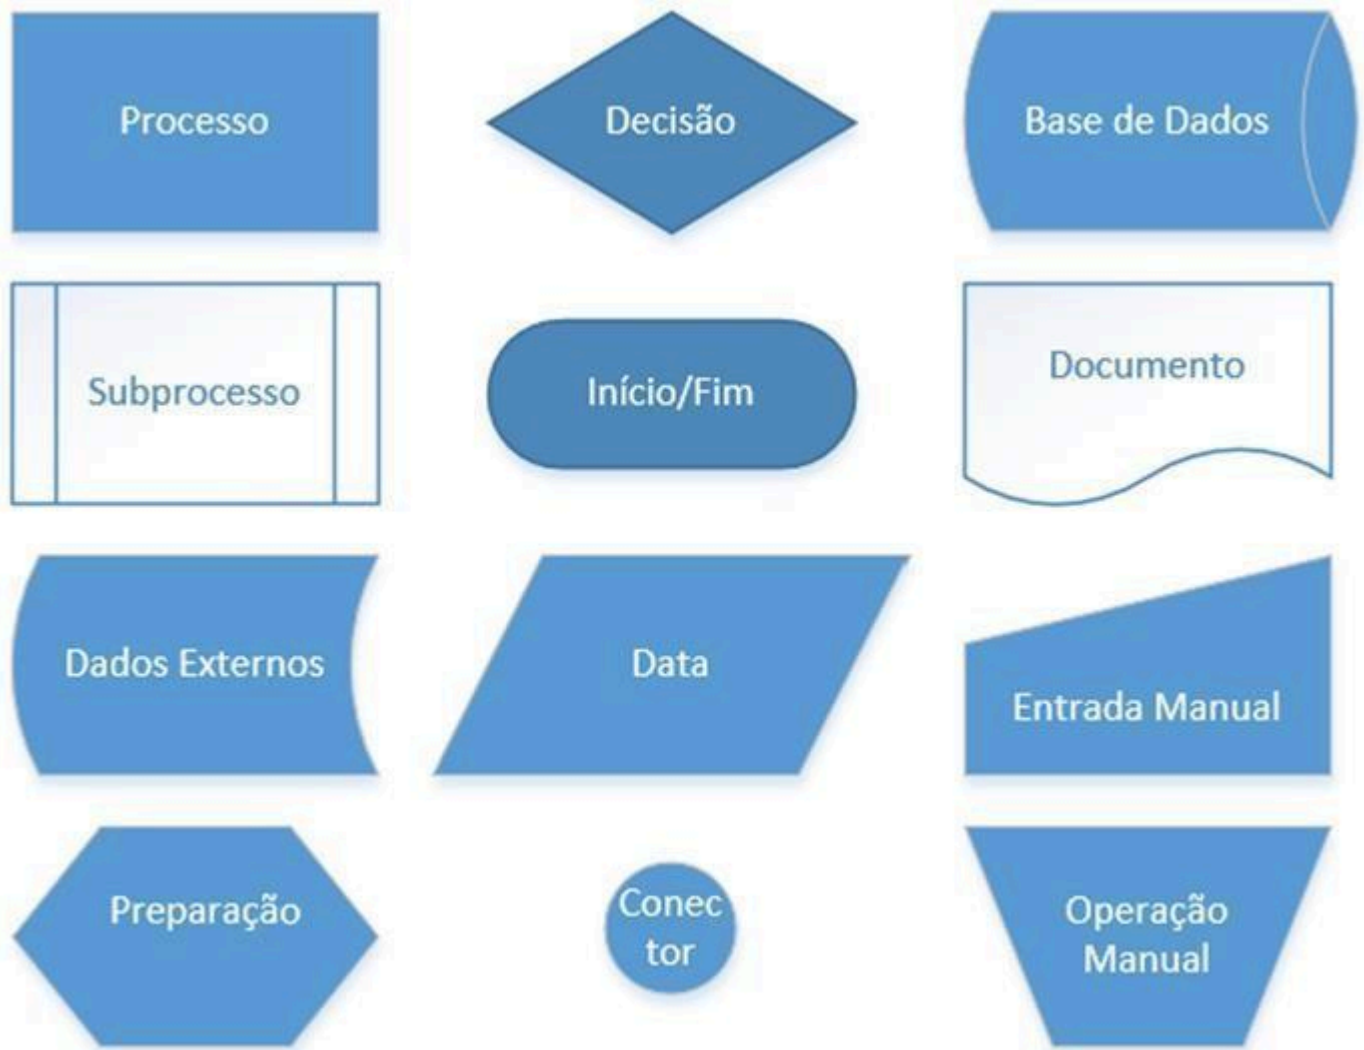 Processo
Decisão
Base de Dados
Subprocesso
Início/Fim
Documento
Dados Externos
Data
Entrada Manual
Preparação
Conec
tor
Operação
Manual